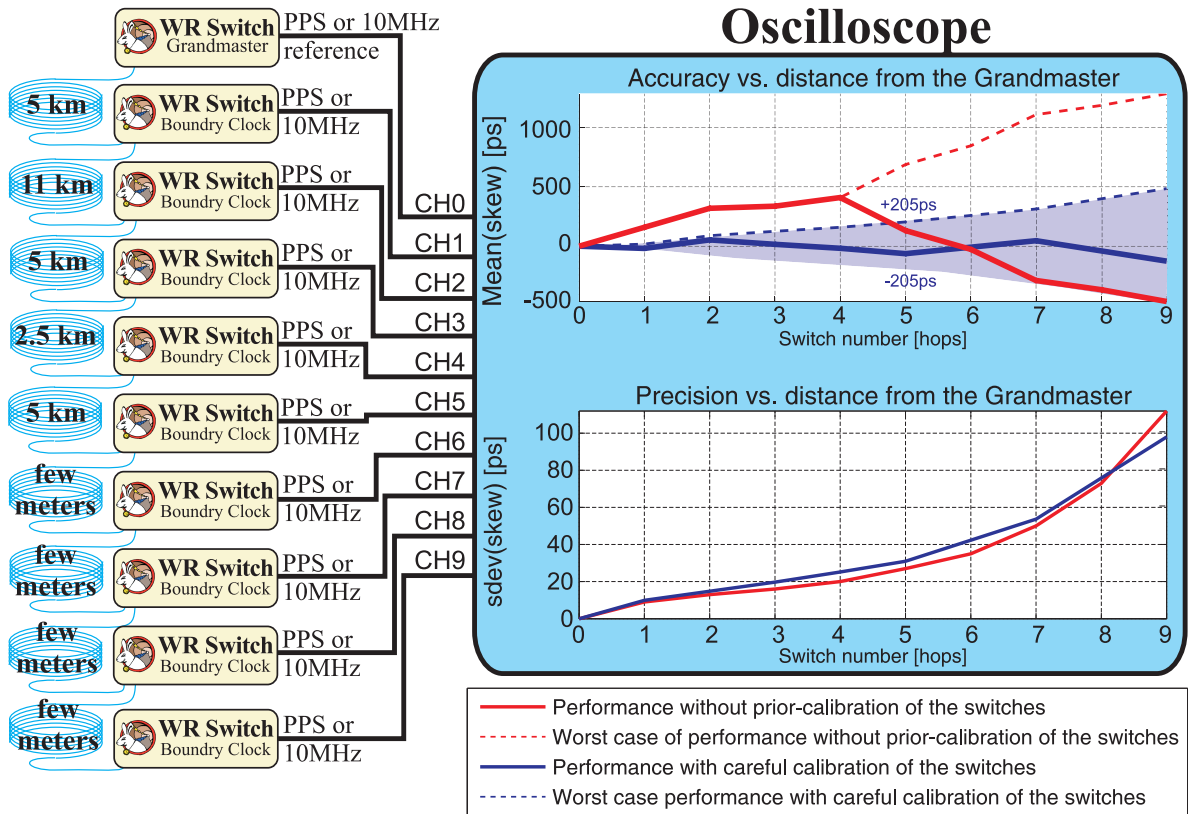 Oscilloscope
WR Switch
Grandmaster
PPS or 10MHz
reference
5 km
WR Switch
Boundry Clock
PPS or
10MHz
11 km
WR Switch
Boundry Clock
PPS or
10MHz
5 km
WR Switch
Boundry Clock
PPS or
10MHz
2.5 km
WR Switch
Boundry Clock
PPS or
10MHz
5 km
WR Switch
Boundry Clock
PPS or
10MHz
few
meters
WR Switch
Boundry Clock
PPS or
10MHz
few
meters
WR Switch
Boundry Clock
PPS or
10MHz
few
meters
WR Switch
Boundry Clock
PPS or
10MHz
few
meters
WR Switch
Boundry Clock
PPS or
10MHz
CH0
CH1
CH2
CH3
CH4
CH5
CH6
CH7
CH8
CH9
Accuracy vs. distance from the Grandmaster
Mean(skew) [ps]
1000
500
0
-500
+205ps
-205ps
0 1 2 3 4 5 6 7 8 9
Switch number [hops]
Precision vs. distance from the Grandmaster
sdev(skew) [ps]
100
80
60
40
20
0
0 1 2 3 4 5 6 7 8 9
Switch number [hops]
Performance without prior-calibration of the switches
Worst case of performance without prior-calibration of the switches
Performance with careful calibration of the switches
Worst case performance with careful calibration of the switches